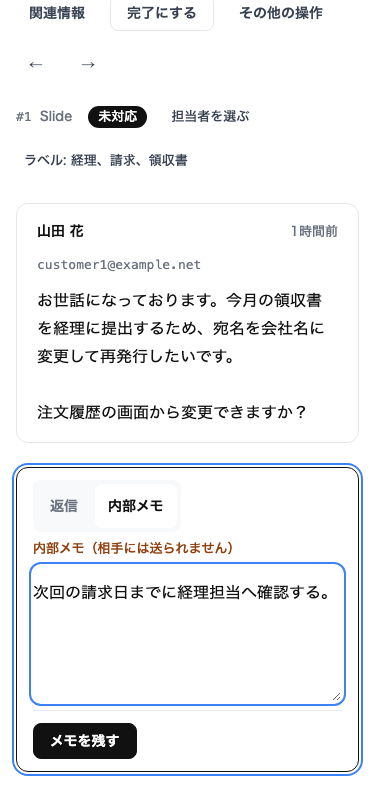 関連情報 完了にする その他の操作
← →
#1 Slide 未対応 担当者を選ぶ
ラベル: 経理、請求、領収書
山田 花 1時間前
customer1@example.net
お世話になっております。今月の領収書
を経理に提出するため、宛名を会社名に
変更して再発行したいです。
注文履歴の画面から変更できますか？
返信 内部メモ
内部メモ（相手には送られません）
次回の請求日までに経理担当へ確認する。
メモを残す